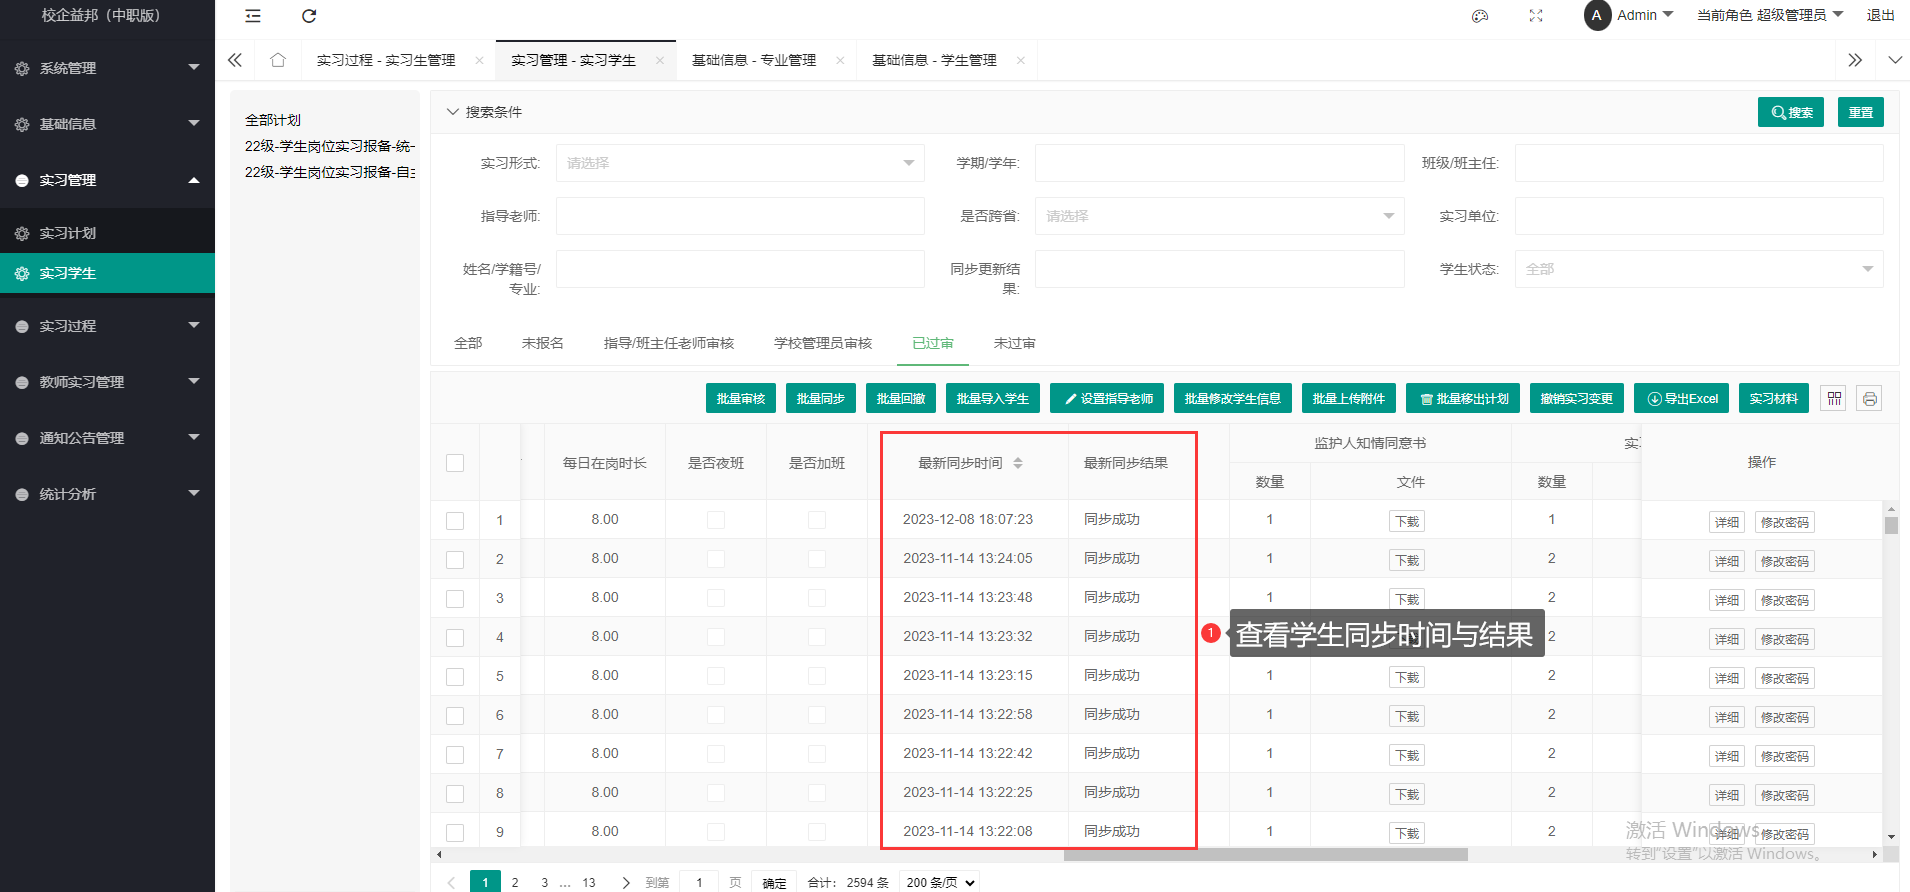 校企益邦（中职版）
Admin
当前角色 超级管理员
退出
系统管理
基础信息
实习管理
实习计划
实习学生
实习过程
教师实习管理
通知公告管理
统计分析
实习过程 - 实习生管理
实习管理 - 实习学生
基础信息 - 专业管理
基础信息 - 学生管理
全部计划
22级-学生岗位实习报备-统一
22级-学生岗位实习报备-自主
搜索条件
搜索
重置
实习形式:
请选择
学期/学年:
班级/班主任:
指导老师:
是否跨省:
请选择
实习单位:
姓名/学籍号/
专业:
同步更新结
果:
学生状态:
全部
全部
未报名
指导/班主任老师审核
学校管理员审核
已过审
未过审
批量审核
批量同步
批量回撤
批量导入学生
设置指导老师
批量修改学生信息
批量上传附件
批量移出计划
撤销实习变更
导出Excel
实习材料
每日在岗时长
是否夜班
是否加班
最新同步时间
最新同步结果
监护人知情同意书
数量
文件
数量
操作
1 8.00 2023-12-08 18:07:23 同步成功 1 下载 1 详细 修改密码
2 8.00 2023-11-14 13:24:05 同步成功 1 下载 2 详细 修改密码
3 8.00 2023-11-14 13:23:48 同步成功 1 下载 2 详细 修改密码
4 8.00 2023-11-14 13:23:32 同步成功 2 详细 修改密码
1 查看学生同步时间与结果
5 8.00 2023-11-14 13:23:15 同步成功 1 下载 2 详细 修改密码
6 8.00 2023-11-14 13:22:58 同步成功 1 下载 2 详细 修改密码
7 8.00 2023-11-14 13:22:42 同步成功 1 下载 2 详细 修改密码
8 8.00 2023-11-14 13:22:25 同步成功 1 下载 2 详细 修改密码
9 8.00 2023-11-14 13:22:08 同步成功 1 下载 2 详细 修改密码
激活 Windows
转到"设置"以激活 Windows。
1 2 3 … 13 到第 1 页 确定 合计： 2594 条 200 条/页